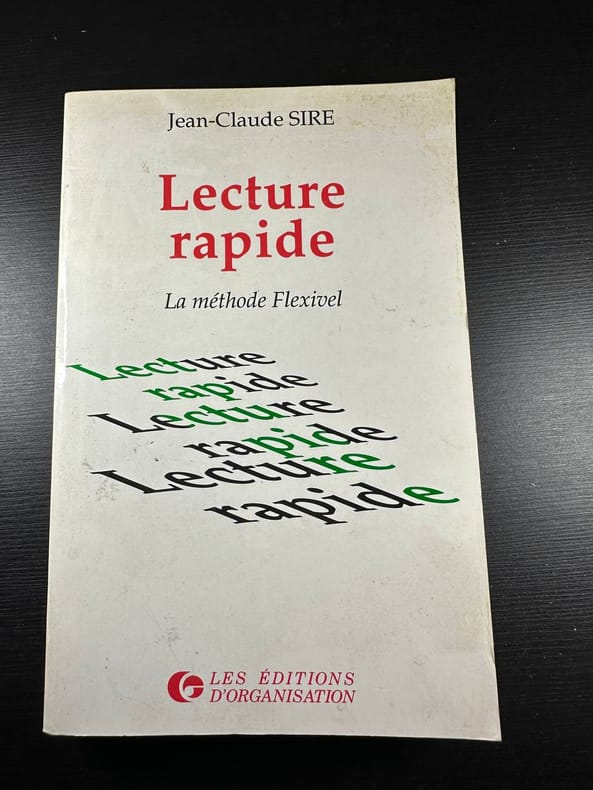 Jean-Claude SIRE
Lecture
rapide
La méthode Flexivel
Lecture
rapide
Lecture
rapide
Lecture
rapide
LES ÉDITIONS
D'ORGANISATION